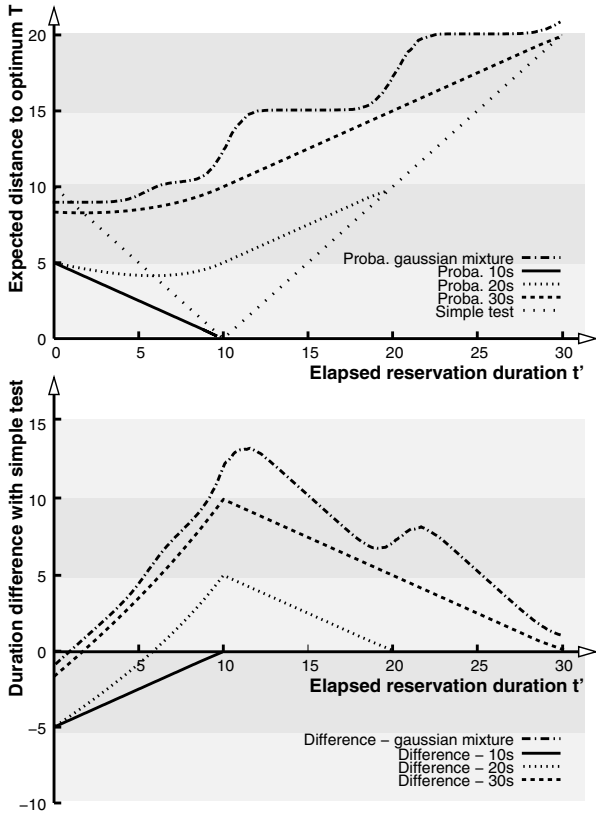 Expected distance to optimum T
20
15
10
5
0
Proba. gaussian mixture
Proba. 10s
Proba. 20s
Proba. 30s
Simple test
0 5 10 15 20 25 30
Elapsed reservation duration t’
Duration difference with simple test
15
10
5
0
−5
−10
5 10 15 20 25 30
Elapsed reservation duration t’
Difference − gaussian mixture
Difference − 10s
Difference − 20s
Difference − 30s